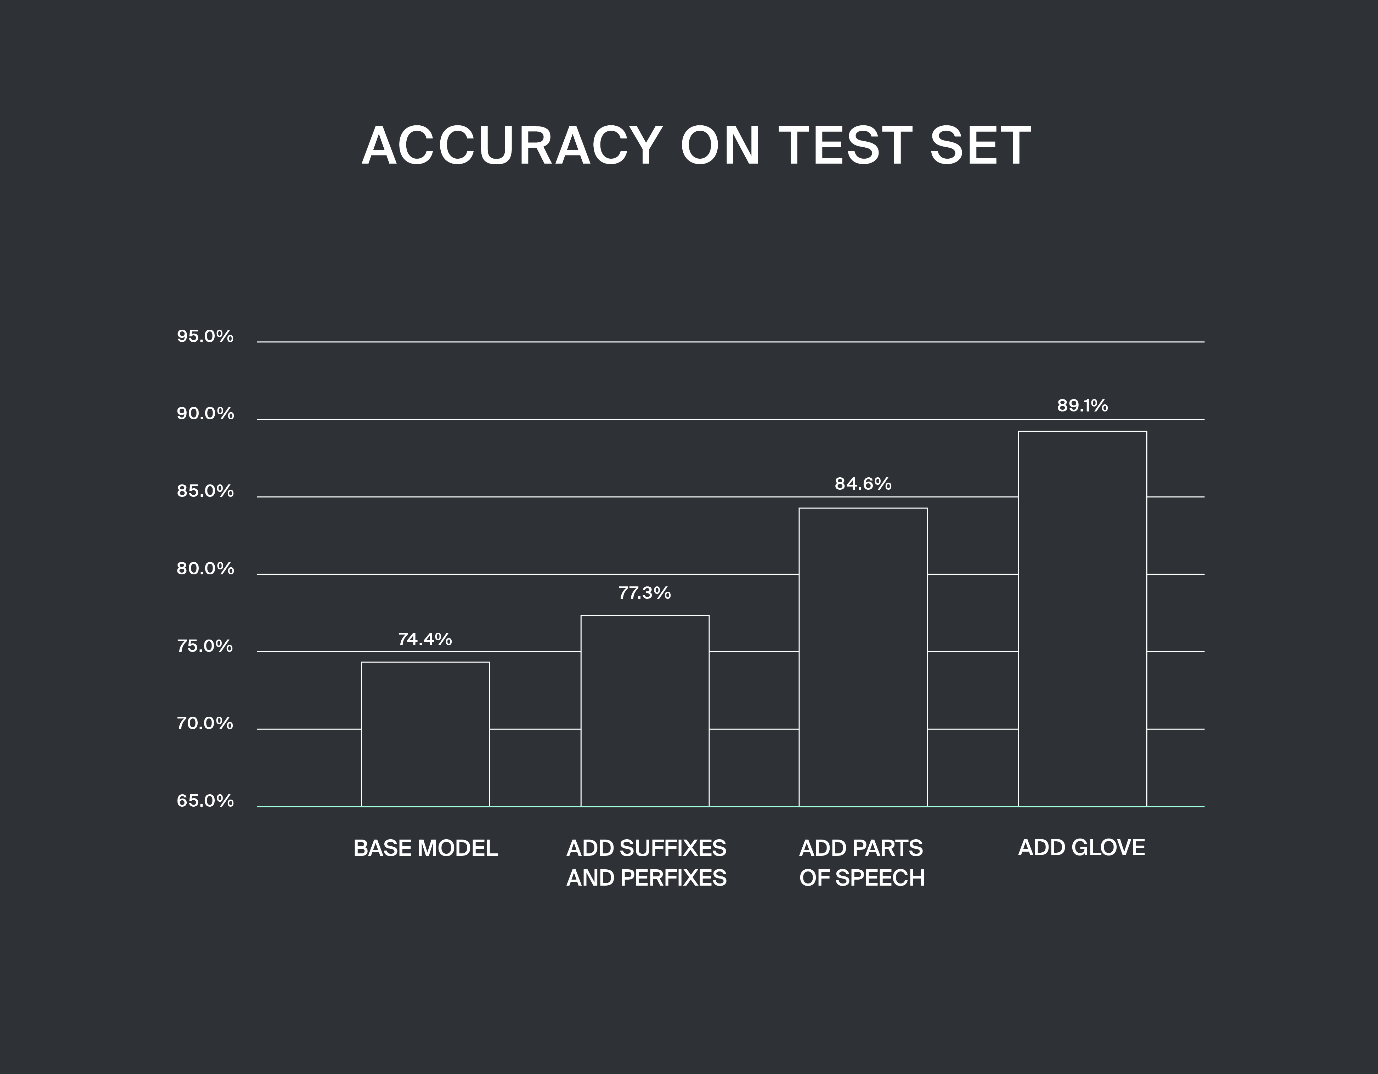 ACCURACY ON TEST SET
95.0%
90.0%
89.1%
85.0%
84.6%
80.0%
77.3%
75.0%
74.4%
70.0%
65.0%
BASE MODEL
ADD SUFFIXES
AND PERFIXES
ADD PARTS
OF SPEECH
ADD GLOVE